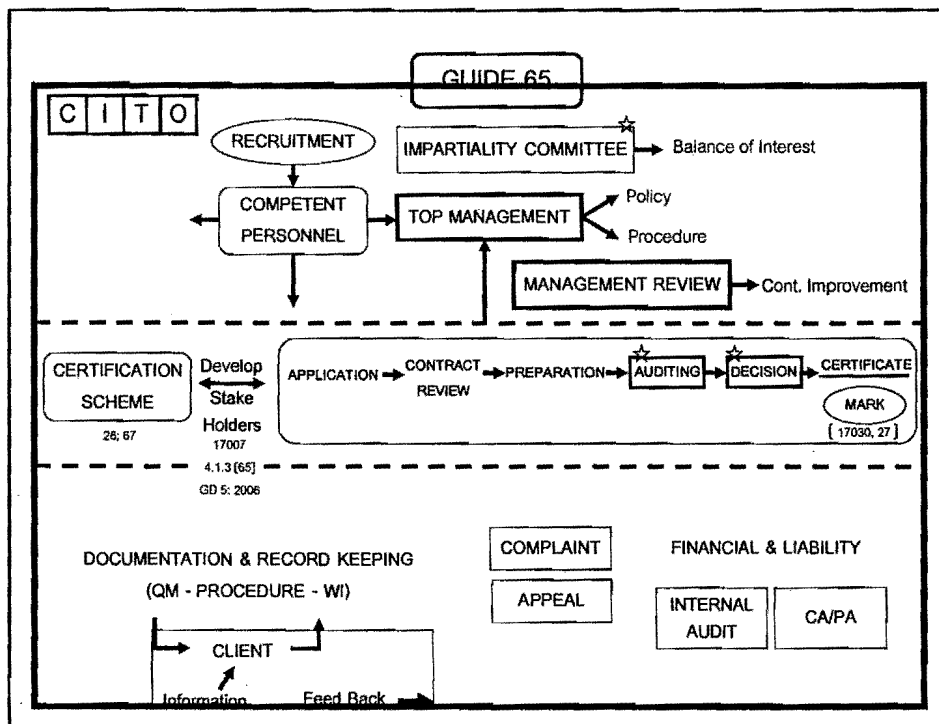 GUIDE 65
C I T O
RECRUITMENT
IMPARTIALITY COMMITTEE
Balance of Interest
COMPETENT
PERSONNEL
TOP MANAGEMENT
Policy
Procedure
MANAGEMENT REVIEW
Cont. Improvement
CERTIFICATION
SCHEME
28; 67
Develop
Stake
Holders
17007
4.1.3 [65]
GD 5: 2006
APPLICATION
CONTRACT
REVIEW
PREPARATION
AUDITING
DECISION
CERTIFICATE
MARK
[ 17030, 27 ]
DOCUMENTATION & RECORD KEEPING
(QM - PROCEDURE - WI)
CLIENT
Information
Feed Back
COMPLAINT
APPEAL
FINANCIAL & LIABILITY
INTERNAL
AUDIT
CA/PA